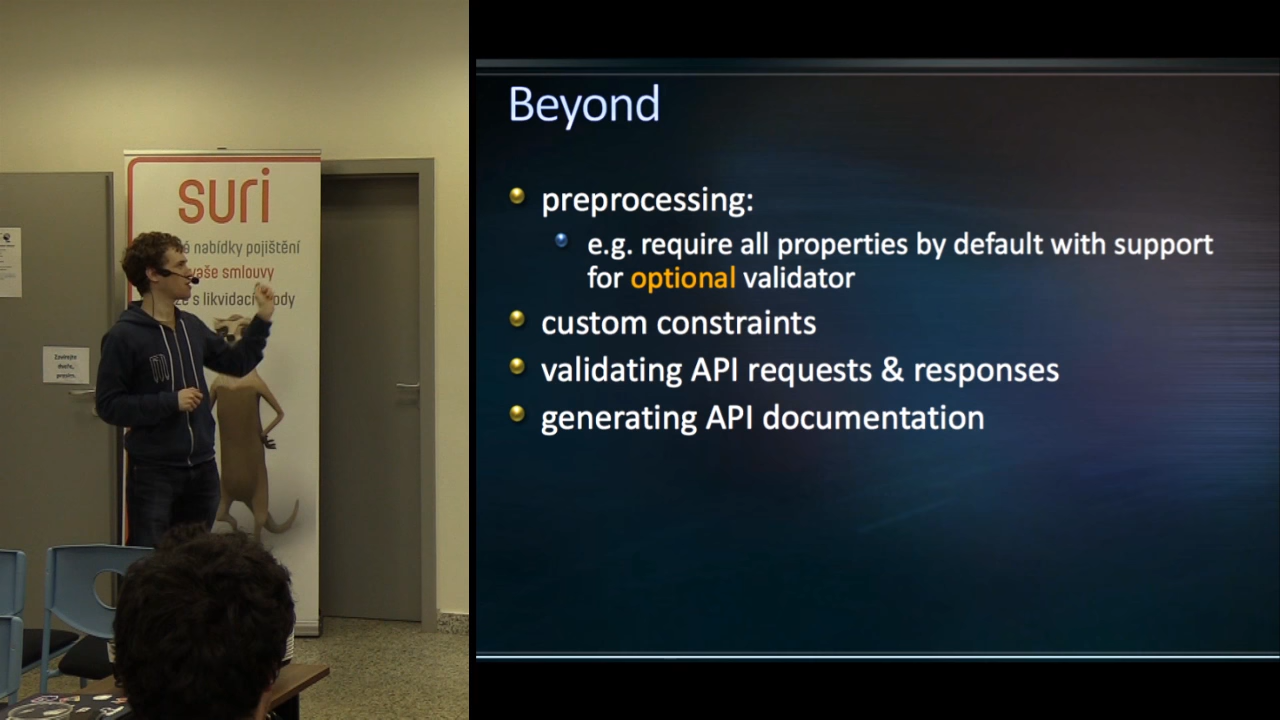 suri
nabídky pojištění
vaše smlouvy
s likvidací
ody
Zavírejte
dveře,
prosím.
Beyond
preprocessing:
e.g. require all properties by default with support
for optional validator
custom constraints
validating API requests & responses
generating API documentation